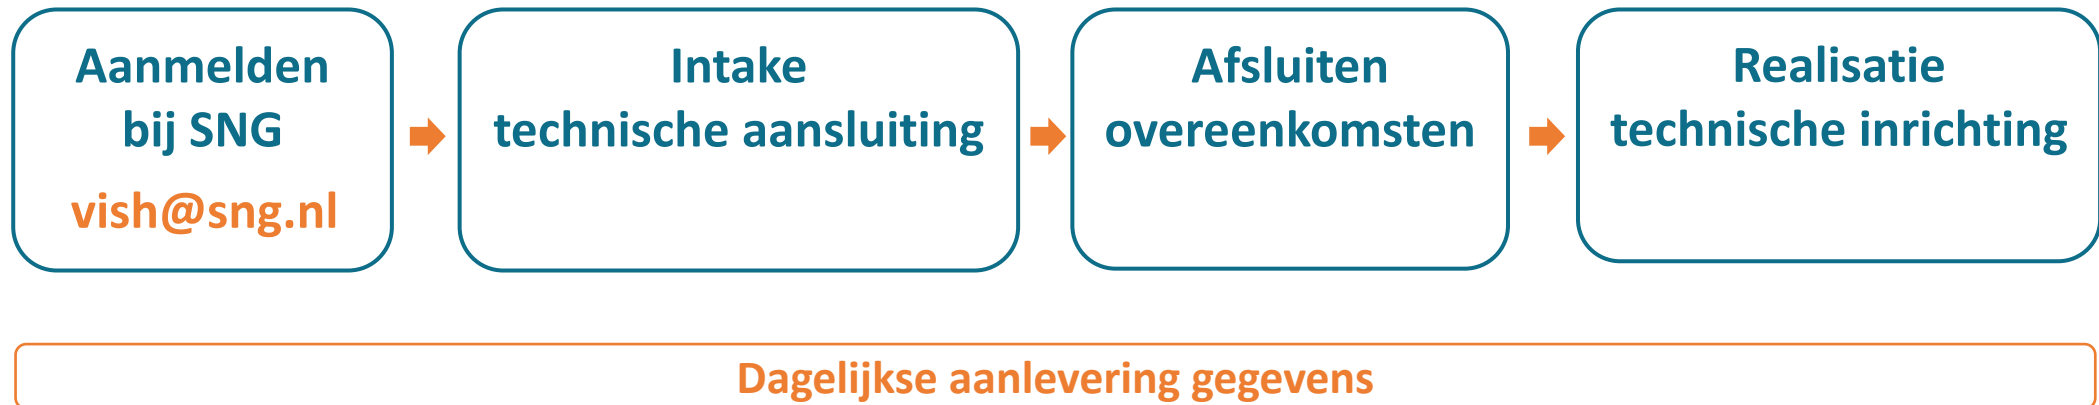 Aanmelden
bij SNG
vish@sng.nl
Intake
technische aansluiting
Afsluiten
overeenkomsten
Realisatie
technische inrichting
Dagelijkse aanlevering gegevens